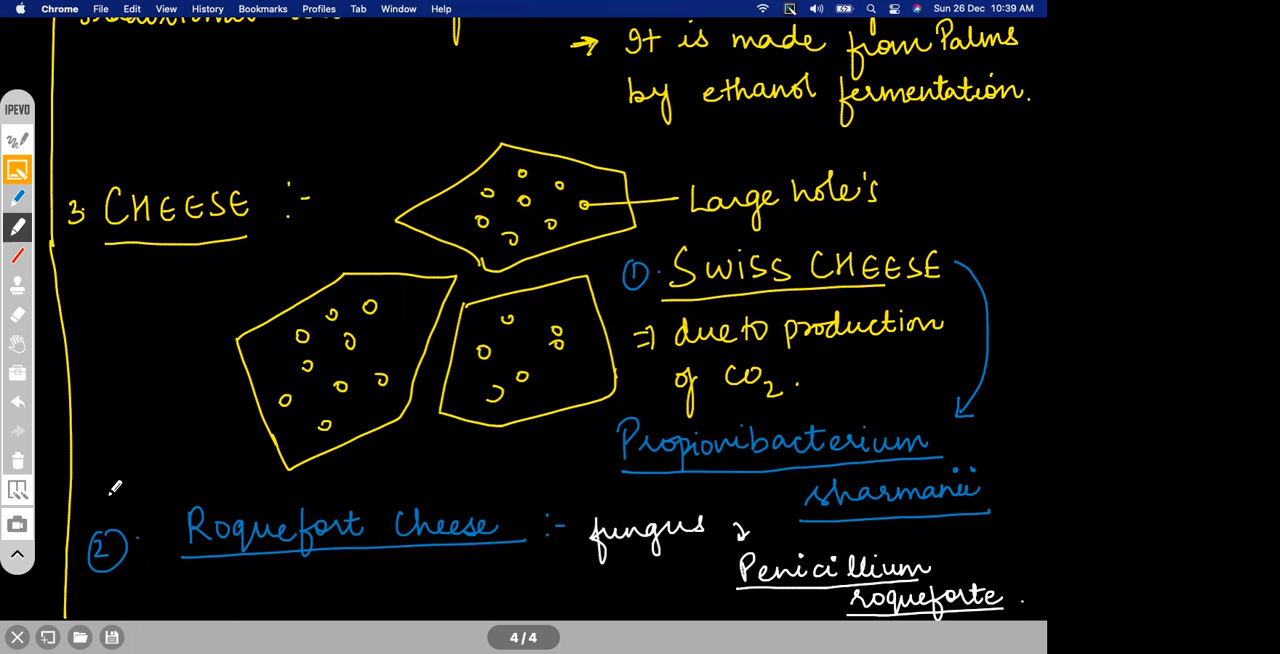 Chrome File Edit View History Bookmarks Profiles Tab Window Help Sun 26 Dec 10:39 AM
IPEVO
→ It is made from Palms
by ethanol fermentation.
3. CHEESE :-
Large hole's
① . SWISS CHEESE
⇒ due to production
of CO2 .
Propionibacterium
sharmanii
② . Roquefort Cheese :- fungus
Penicillium
roqueforte .
4/4